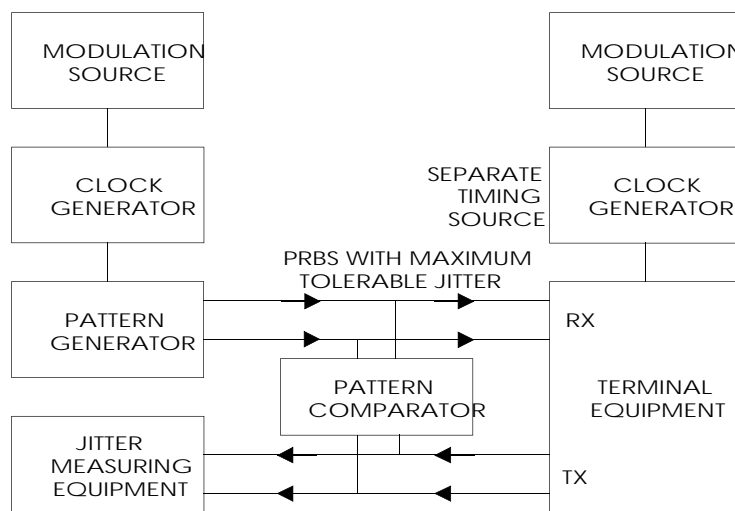 MODULATION
SOURCE
MODULATION
SOURCE
CLOCK
GENERATOR
SEPARATE
TIMING
SOURCE
CLOCK
GENERATOR
PRBS WITH MAXIMUM
TOLERABLE JITTER
PATTERN
GENERATOR
RX
PATTERN
COMPARATOR
TERMINAL
EQUIPMENT
JITTER
MEASURING
EQUIPMENT
TX